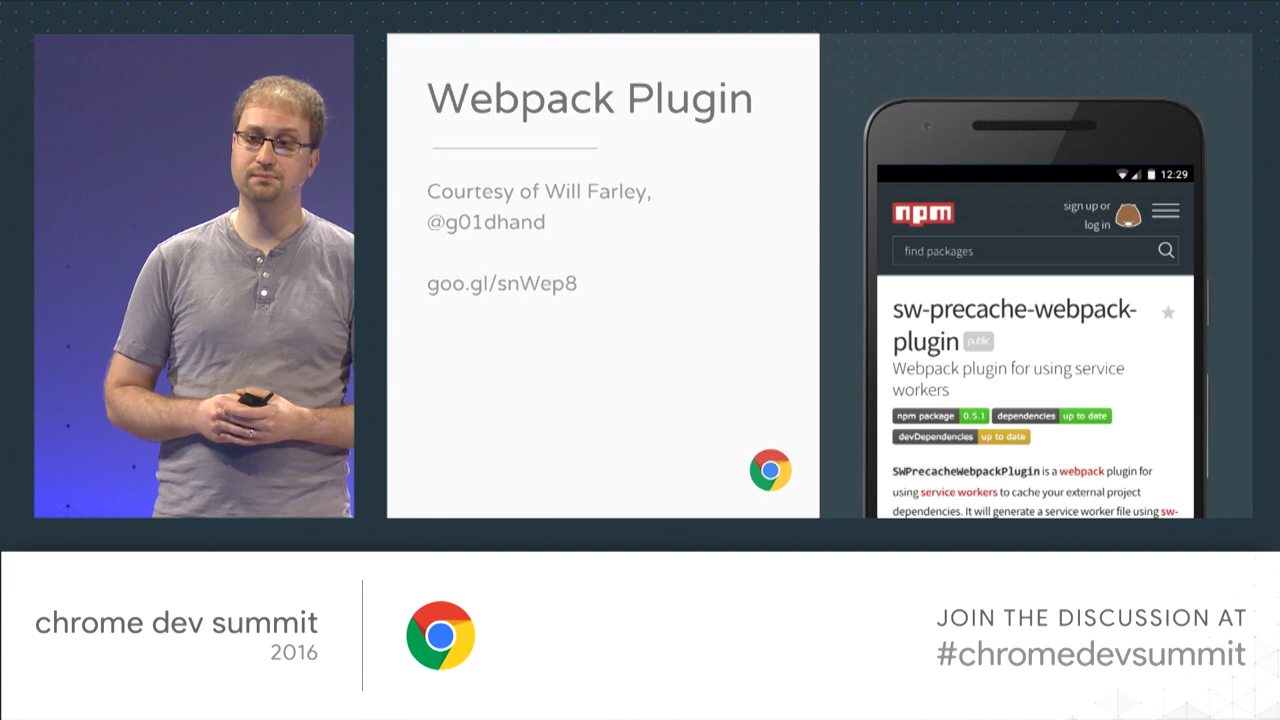 Webpack Plugin
Courtesy of Will Farley,
@g01dhand
goo.gl/snWep8
12:29
npm
sign up or
log in
find packages
sw-precache-webpack-
plugin public
Webpack plugin for using service
workers
npm package 0.5.1 dependencies up to date
devDependencies up to date
SWPrecacheWebpackPlugin is a webpack plugin for
using service workers to cache your external project
dependencies. It will generate a service worker file using sw-
chrome dev summit
2016
JOIN THE DISCUSSION AT
#chromedevsummit